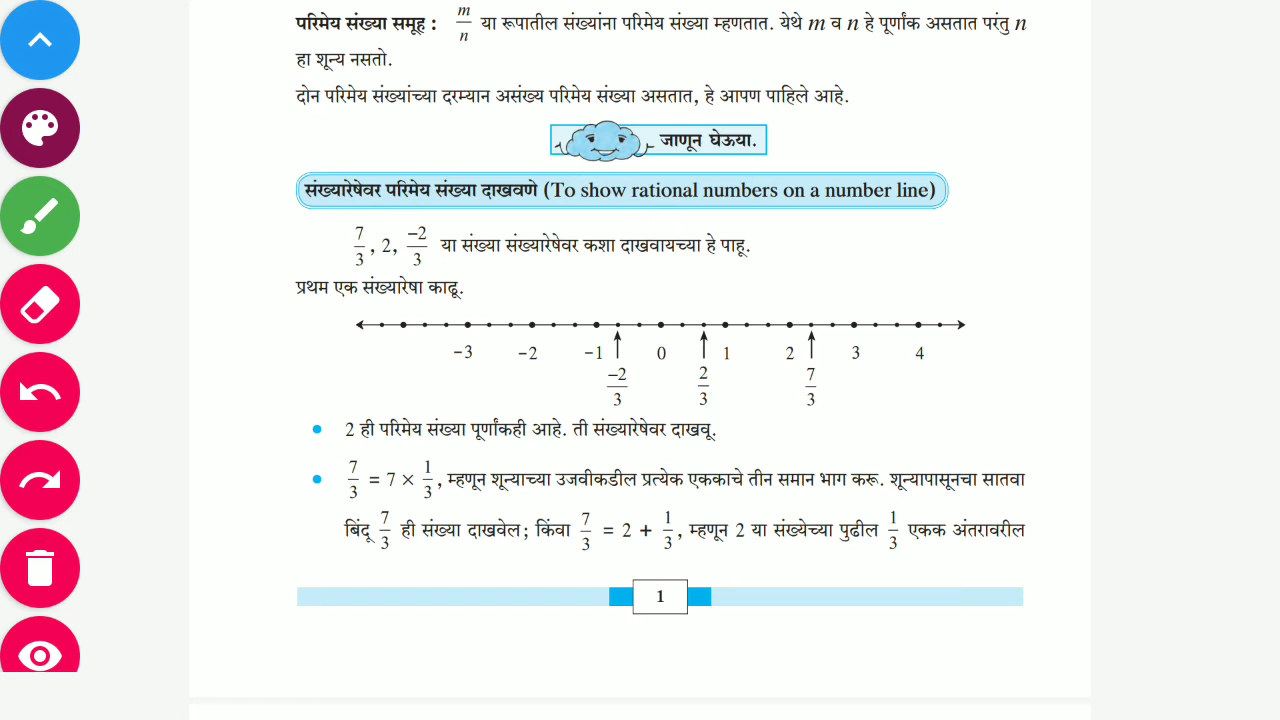 परिमेय संख्या समूह : m/n या रूपातील संख्यांना परिमेय संख्या म्हणतात. येथे m व n हे पूर्णांक असतात परंतु n
हा शून्य नसतो.
दोन परिमेय संख्यांच्या दरम्यान असंख्य परिमेय संख्या असतात, हे आपण पाहिले आहे.
जाणून घेऊया.
संख्यारेषेवर परिमेय संख्या दाखवणे (To show rational numbers on a number line)
7/3, 2, -2/3 या संख्या संख्यारेषेवर कशा दाखवायच्या हे पाहू.
प्रथम एक संख्यारेषा काढू.
-3 -2 -1 0 1 2 3 4
-2/3 2/3 7/3
• 2 ही परिमेय संख्या पूर्णांकही आहे. ती संख्यारेषेवर दाखवू.
• 7/3 = 7 × 1/3, म्हणून शून्याच्या उजवीकडील प्रत्येक एककाचे तीन समान भाग करू. शून्यापासूनचा सातवा
बिंदू 7/3 ही संख्या दाखवेल; किंवा 7/3 = 2 + 1/3, म्हणून 2 या संख्येच्या पुढील 1/3 एकक अंतरावरील
1